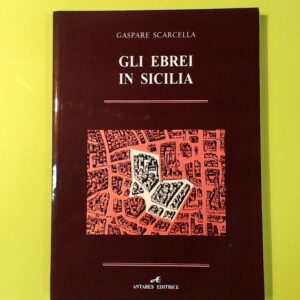 GASPARE SCARCELLA
GLI EBREI
IN SICILIA
ANTARES EDITRICE